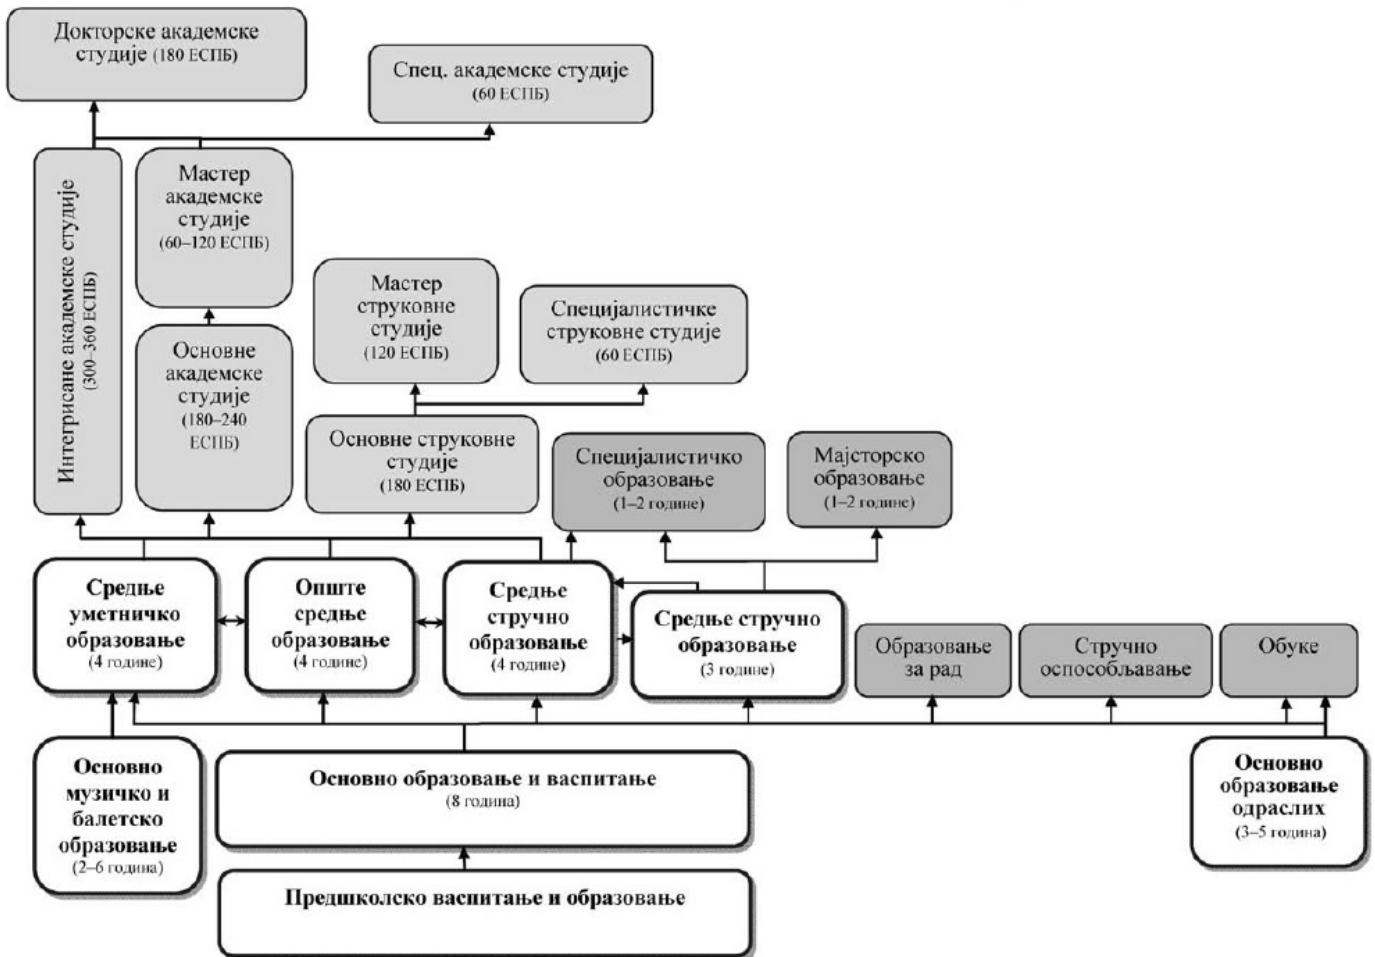 Докторске академске
студије (180 ЕСПБ)
Спец. академске студије
(60 ЕСПБ)
Интегрисане академске студије
(300–360 ЕСПБ)
Мастер
академске
студије
(60–120 ЕСПБ)
Мастер
струковне
студије
(120 ЕСПБ)
Специјалистичке
струковне студије
(60 ЕСПБ)
Основне
академске
студије
(180–240
ЕСПБ)
Основне струковне
студије
(180 ЕСПБ)
Специјалистичко
образовање
(1–2 године)
Мајсторско
образовање
(1–2 године)
Средње
уметничко
образовање
(4 године)
Опште
средње
образовање
(4 године)
Средње
стручно
образовање
(4 године)
Средње стручно
образовање
(3 године)
Образовање
за рад
Стручно
оспособљавање
Обуке
Основно
музичко и
балетско
образовање
(2–6 година)
Основно образовање и васпитање
(8 година)
Основно
образовање
одраслих
(3–5 година)
Предшколско васпитање и образовање